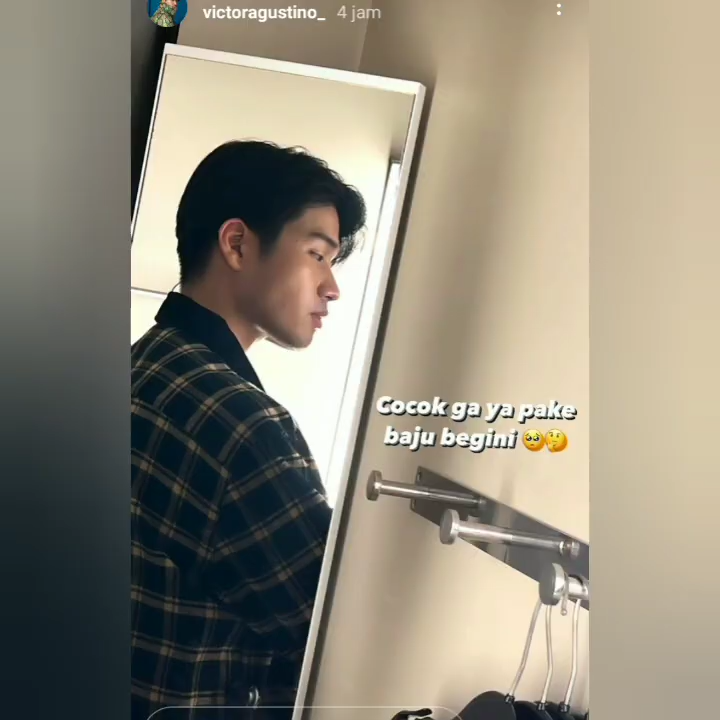 victoragustino_ 4 jam
Cocok ga ya pake
baju begini 🥺🤔